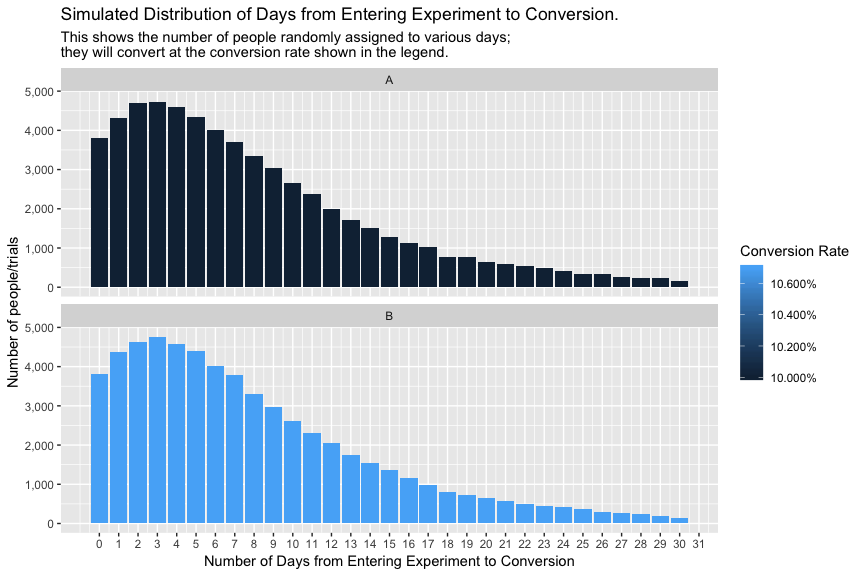 Simulated Distribution of Days from Entering Experiment to Conversion.
This shows the number of people randomly assigned to various days;
they will convert at the conversion rate shown in the legend.
A
5,000
4,000
3,000
2,000
1,000
0
B
5,000
4,000
3,000
2,000
1,000
0
Number of people/trials
0 1 2 3 4 5 6 7 8 9 10 11 12 13 14 15 16 17 18 19 20 21 22 23 24 25 26 27 28 29 30 31
Number of Days from Entering Experiment to Conversion
Conversion Rate
10.600%
10.400%
10.200%
10.000%